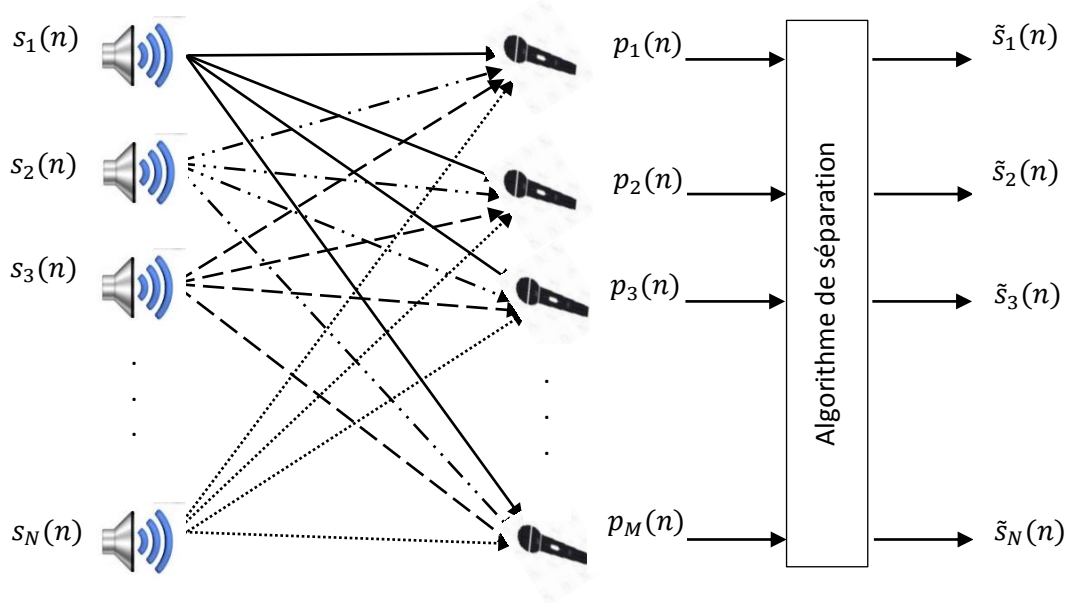 s₁(n) p₁(n) s̃₁(n)
s₂(n) p₂(n) s̃₂(n)
s₃(n) p₃(n) s̃₃(n)
Algorithme de séparation
s_N(n) p_M(n) s̃_N(n)